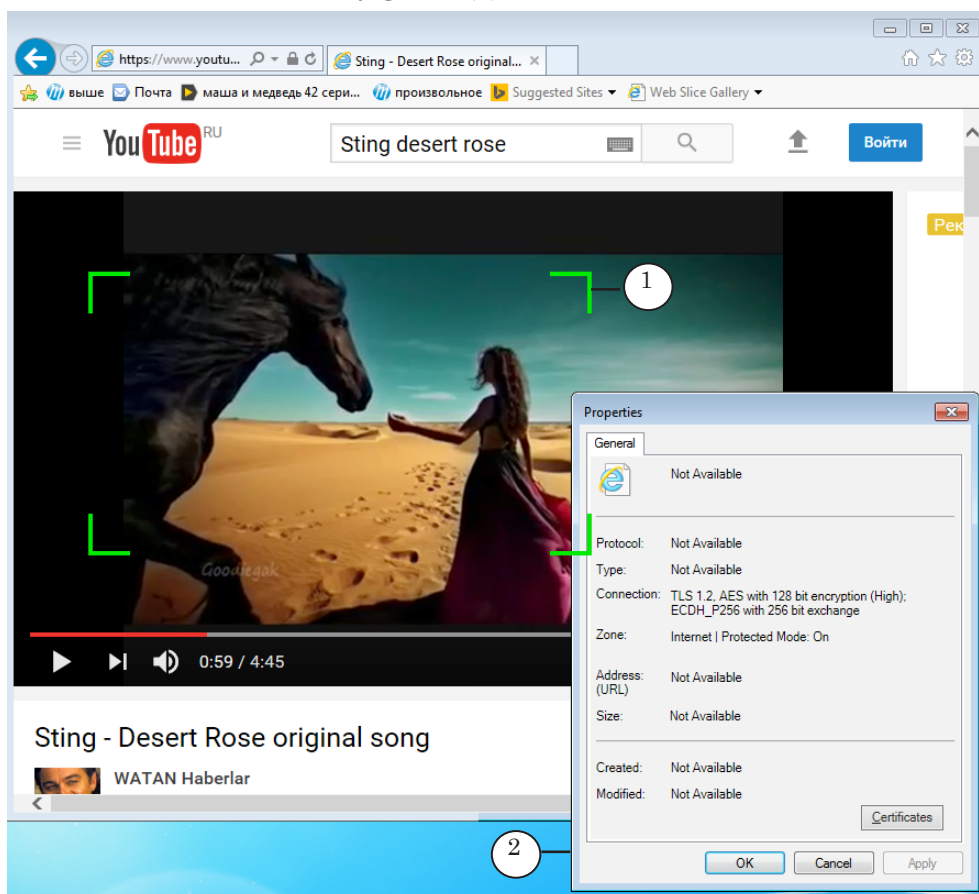 https://www.youtu...
Sting - Desert Rose original...
выше Почта маша и медведь 42 сери... произвольное Suggested Sites Web Slice Gallery
YouTube RU
Sting desert rose
Войти
Рек
1
Goodiegak
0:59 / 4:45
Sting - Desert Rose original song
WATAN Haberlar
Properties
General
Not Available
Protocol: Not Available
Type: Not Available
Connection: TLS 1.2, AES with 128 bit encryption (High);
ECDH_P256 with 256 bit exchange
Zone: Internet | Protected Mode: On
Address: Not Available
(URL)
Size: Not Available
Created: Not Available
Modified: Not Available
Certificates
2
OK Cancel Apply